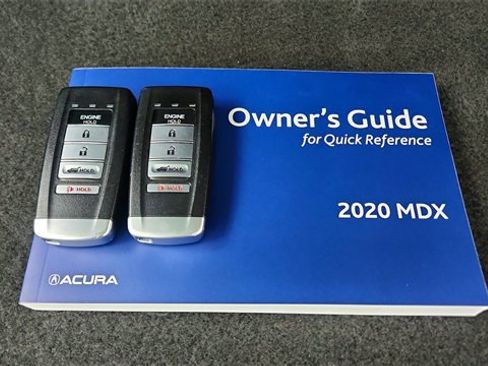 Owner's Guide
for Quick Reference
2020 MDX
ACURA
ENGINE
HOLD
HOLD
HOLD
ENGINE
HOLD
HOLD
HOLD